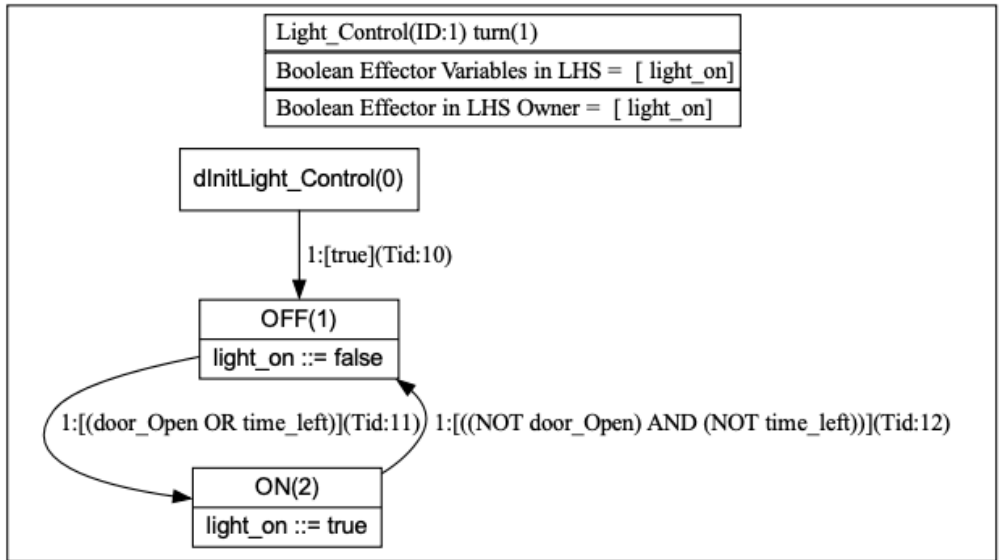 Light_Control(ID:1) turn(1)
Boolean Effector Variables in LHS = [ light_on]
Boolean Effector in LHS Owner = [ light_on]
dInitLight_Control(0)
1:[true](Tid:10)
OFF(1)
light_on ::= false
1:[(door_Open OR time_left)](Tid:11)
1:[((NOT door_Open) AND (NOT time_left))](Tid:12)
ON(2)
light_on ::= true